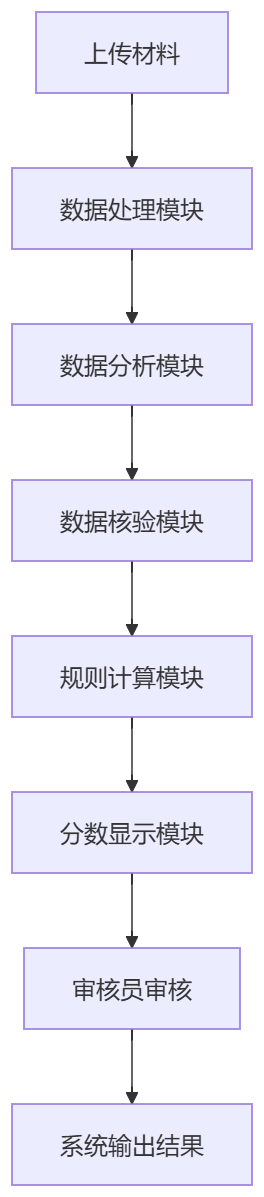 上传材料
数据处理模块
数据分析模块
数据核验模块
规则计算模块
分数显示模块
审核员审核
系统输出结果